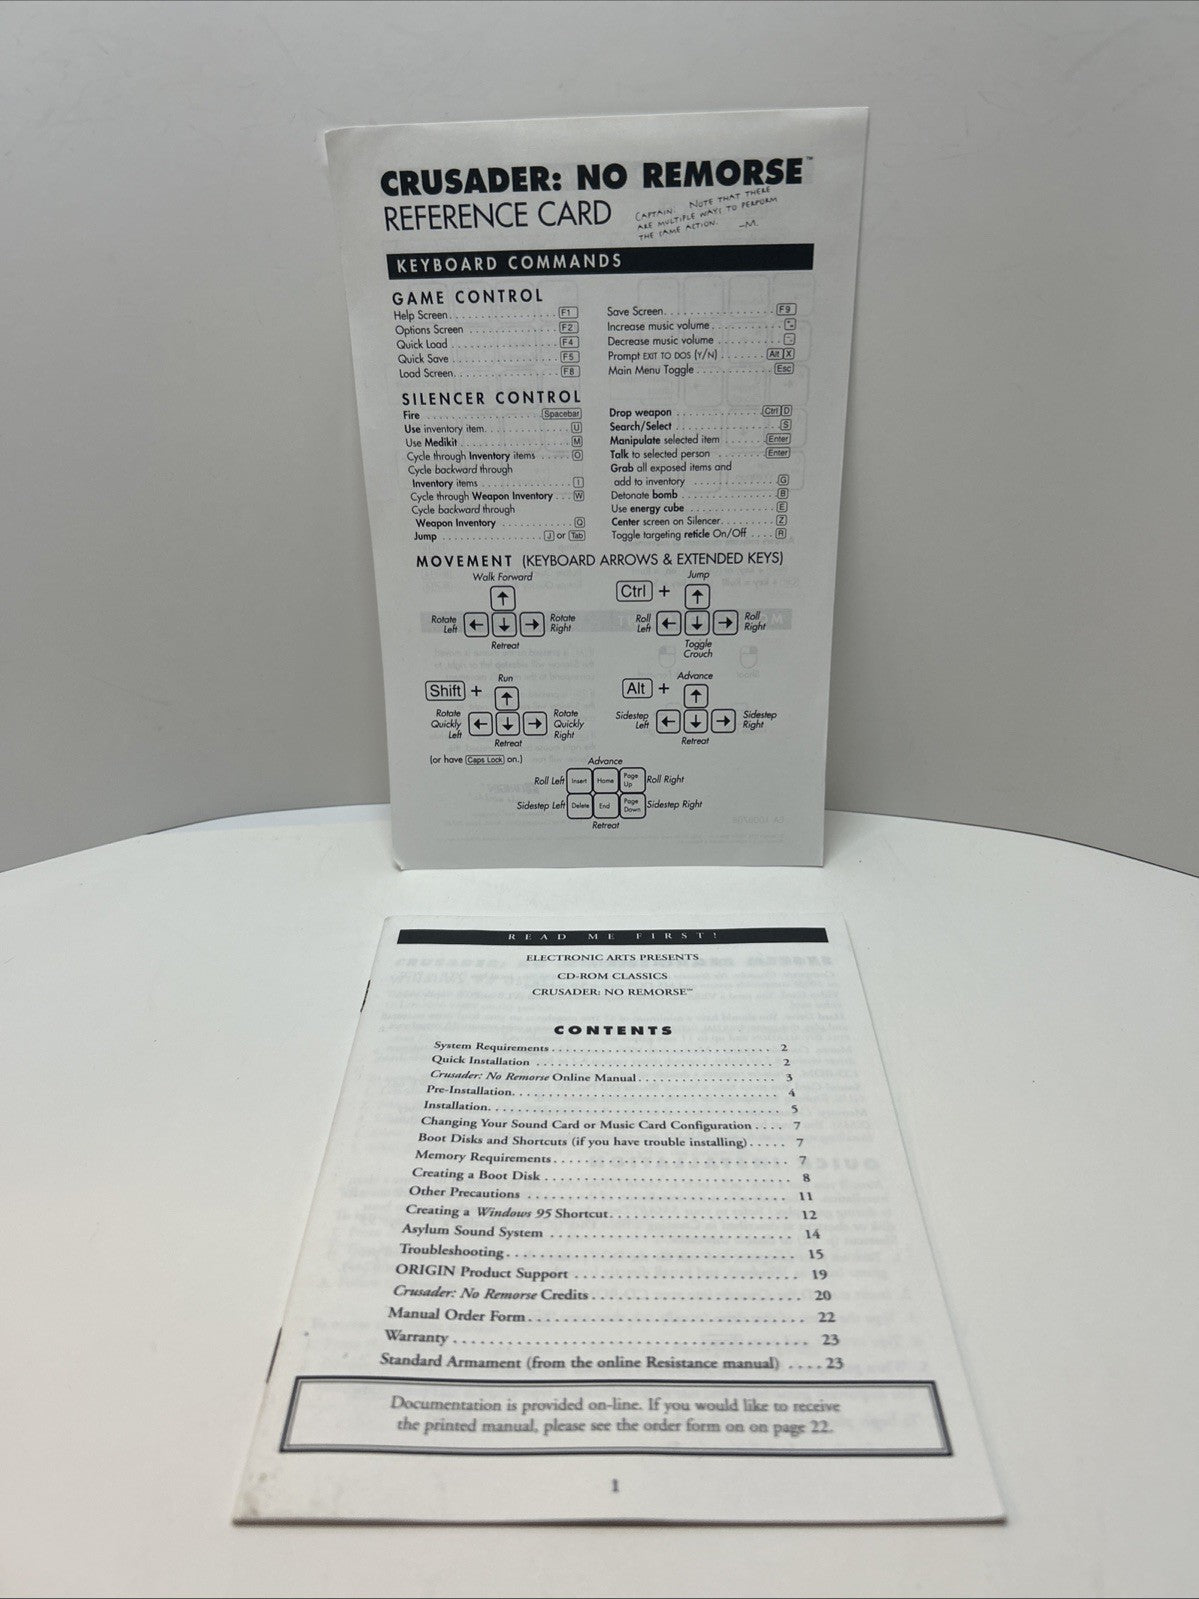 CRUSADER: NO REMORSE™
REFERENCE CARD
CAPTAIN: NOTE THAT THERE
ARE MULTIPLE WAYS TO PERFORM
THE SAME ACTION. —M.
KEYBOARD COMMANDS
GAME CONTROL
Help Screen . . . . . . . . . . . . . . . . F1
Options Screen . . . . . . . . . . . . . F2
Quick Load . . . . . . . . . . . . . . . . F4
Quick Save . . . . . . . . . . . . . . . . F5
Load Screen . . . . . . . . . . . . . . . F8
Save Screen . . . . . . . . . . . . . . . . F9
Increase music volume . . . . . . . . . .
Decrease music volume . . . . . . . . . -
Prompt EXIT TO DOS (Y/N) . . . . . . . Alt X
Main Menu Toggle . . . . . . . . . . . Esc
SILENCER CONTROL
Fire . . . . . . . . . . . . . . . . Spacebar
Use inventory item . . . . . . . . . . . . U
Use Medikit . . . . . . . . . . . . . . . . M
Cycle through Inventory items . . . . . O
Cycle backward through
Inventory items . . . . . . . . . . . . . I
Cycle through Weapon Inventory . . . W
Cycle backward through
Weapon Inventory . . . . . . . . . . Q
Jump . . . . . . . . . . . . . . . J or Tab
Drop weapon . . . . . . . . . . . . Ctrl D
Search/Select . . . . . . . . . . . . . . . S
Manipulate selected item . . . . . . Enter
Talk to selected person . . . . . . . . Enter
Grab all exposed items and
add to inventory . . . . . . . . . . . . G
Detonate bomb . . . . . . . . . . . . . . B
Use energy cube . . . . . . . . . . . . . E
Center screen on Silencer . . . . . . . . Z
Toggle targeting reticle On/Off . . . . R
MOVEMENT (KEYBOARD ARROWS & EXTENDED KEYS)
Walk Forward
↑
Rotate Left ← ↓ → Rotate Right
Retreat
Jump
Ctrl + ↑
Roll Left ← ↓ → Roll Right
Toggle Crouch
Run
Shift + ↑
Rotate Quickly Left ← ↓ → Rotate Quickly Right
Retreat
(or have Caps Lock on.)
Advance
Alt + ↑
Sidestep Left ← ↓ → Sidestep Right
Retreat
Advance
Roll Left Insert Home Page Up Roll Right
Sidestep Left Delete End Page Down Sidestep Right
Retreat
READ ME FIRST!
ELECTRONIC ARTS PRESENTS
CD-ROM CLASSICS
CRUSADER: NO REMORSE™
CONTENTS
System Requirements . . . . . . . . . . . . . . . . . . . . . . . . . . . . . . 2
Quick Installation . . . . . . . . . . . . . . . . . . . . . . . . . . . . . . . . 2
Crusader: No Remorse Online Manual . . . . . . . . . . . . . . . . . . 3
Pre-Installation . . . . . . . . . . . . . . . . . . . . . . . . . . . . . . . . . . . 4
Installation . . . . . . . . . . . . . . . . . . . . . . . . . . . . . . . . . . . . . . 5
Changing Your Sound Card or Music Card Configuration . . . . 7
Boot Disks and Shortcuts (if you have trouble installing) . . . . . 7
Memory Requirements . . . . . . . . . . . . . . . . . . . . . . . . . . . . . 7
Creating a Boot Disk . . . . . . . . . . . . . . . . . . . . . . . . . . . . . . 8
Other Precautions . . . . . . . . . . . . . . . . . . . . . . . . . . . . . . . 11
Creating a Windows 95 Shortcut . . . . . . . . . . . . . . . . . . . . . 12
Asylum Sound System . . . . . . . . . . . . . . . . . . . . . . . . . . . . 14
Troubleshooting . . . . . . . . . . . . . . . . . . . . . . . . . . . . . . . . 15
ORIGIN Product Support . . . . . . . . . . . . . . . . . . . . . . . . . 19
Crusader: No Remorse Credits . . . . . . . . . . . . . . . . . . . . . . 20
Manual Order Form . . . . . . . . . . . . . . . . . . . . . . . . . . . . . . 22
Warranty . . . . . . . . . . . . . . . . . . . . . . . . . . . . . . . . . . . . . . 23
Standard Armament (from the online Resistance manual) . . . . 23
Documentation is provided on-line. If you would like to receive
the printed manual, please see the order form on on page 22.
1